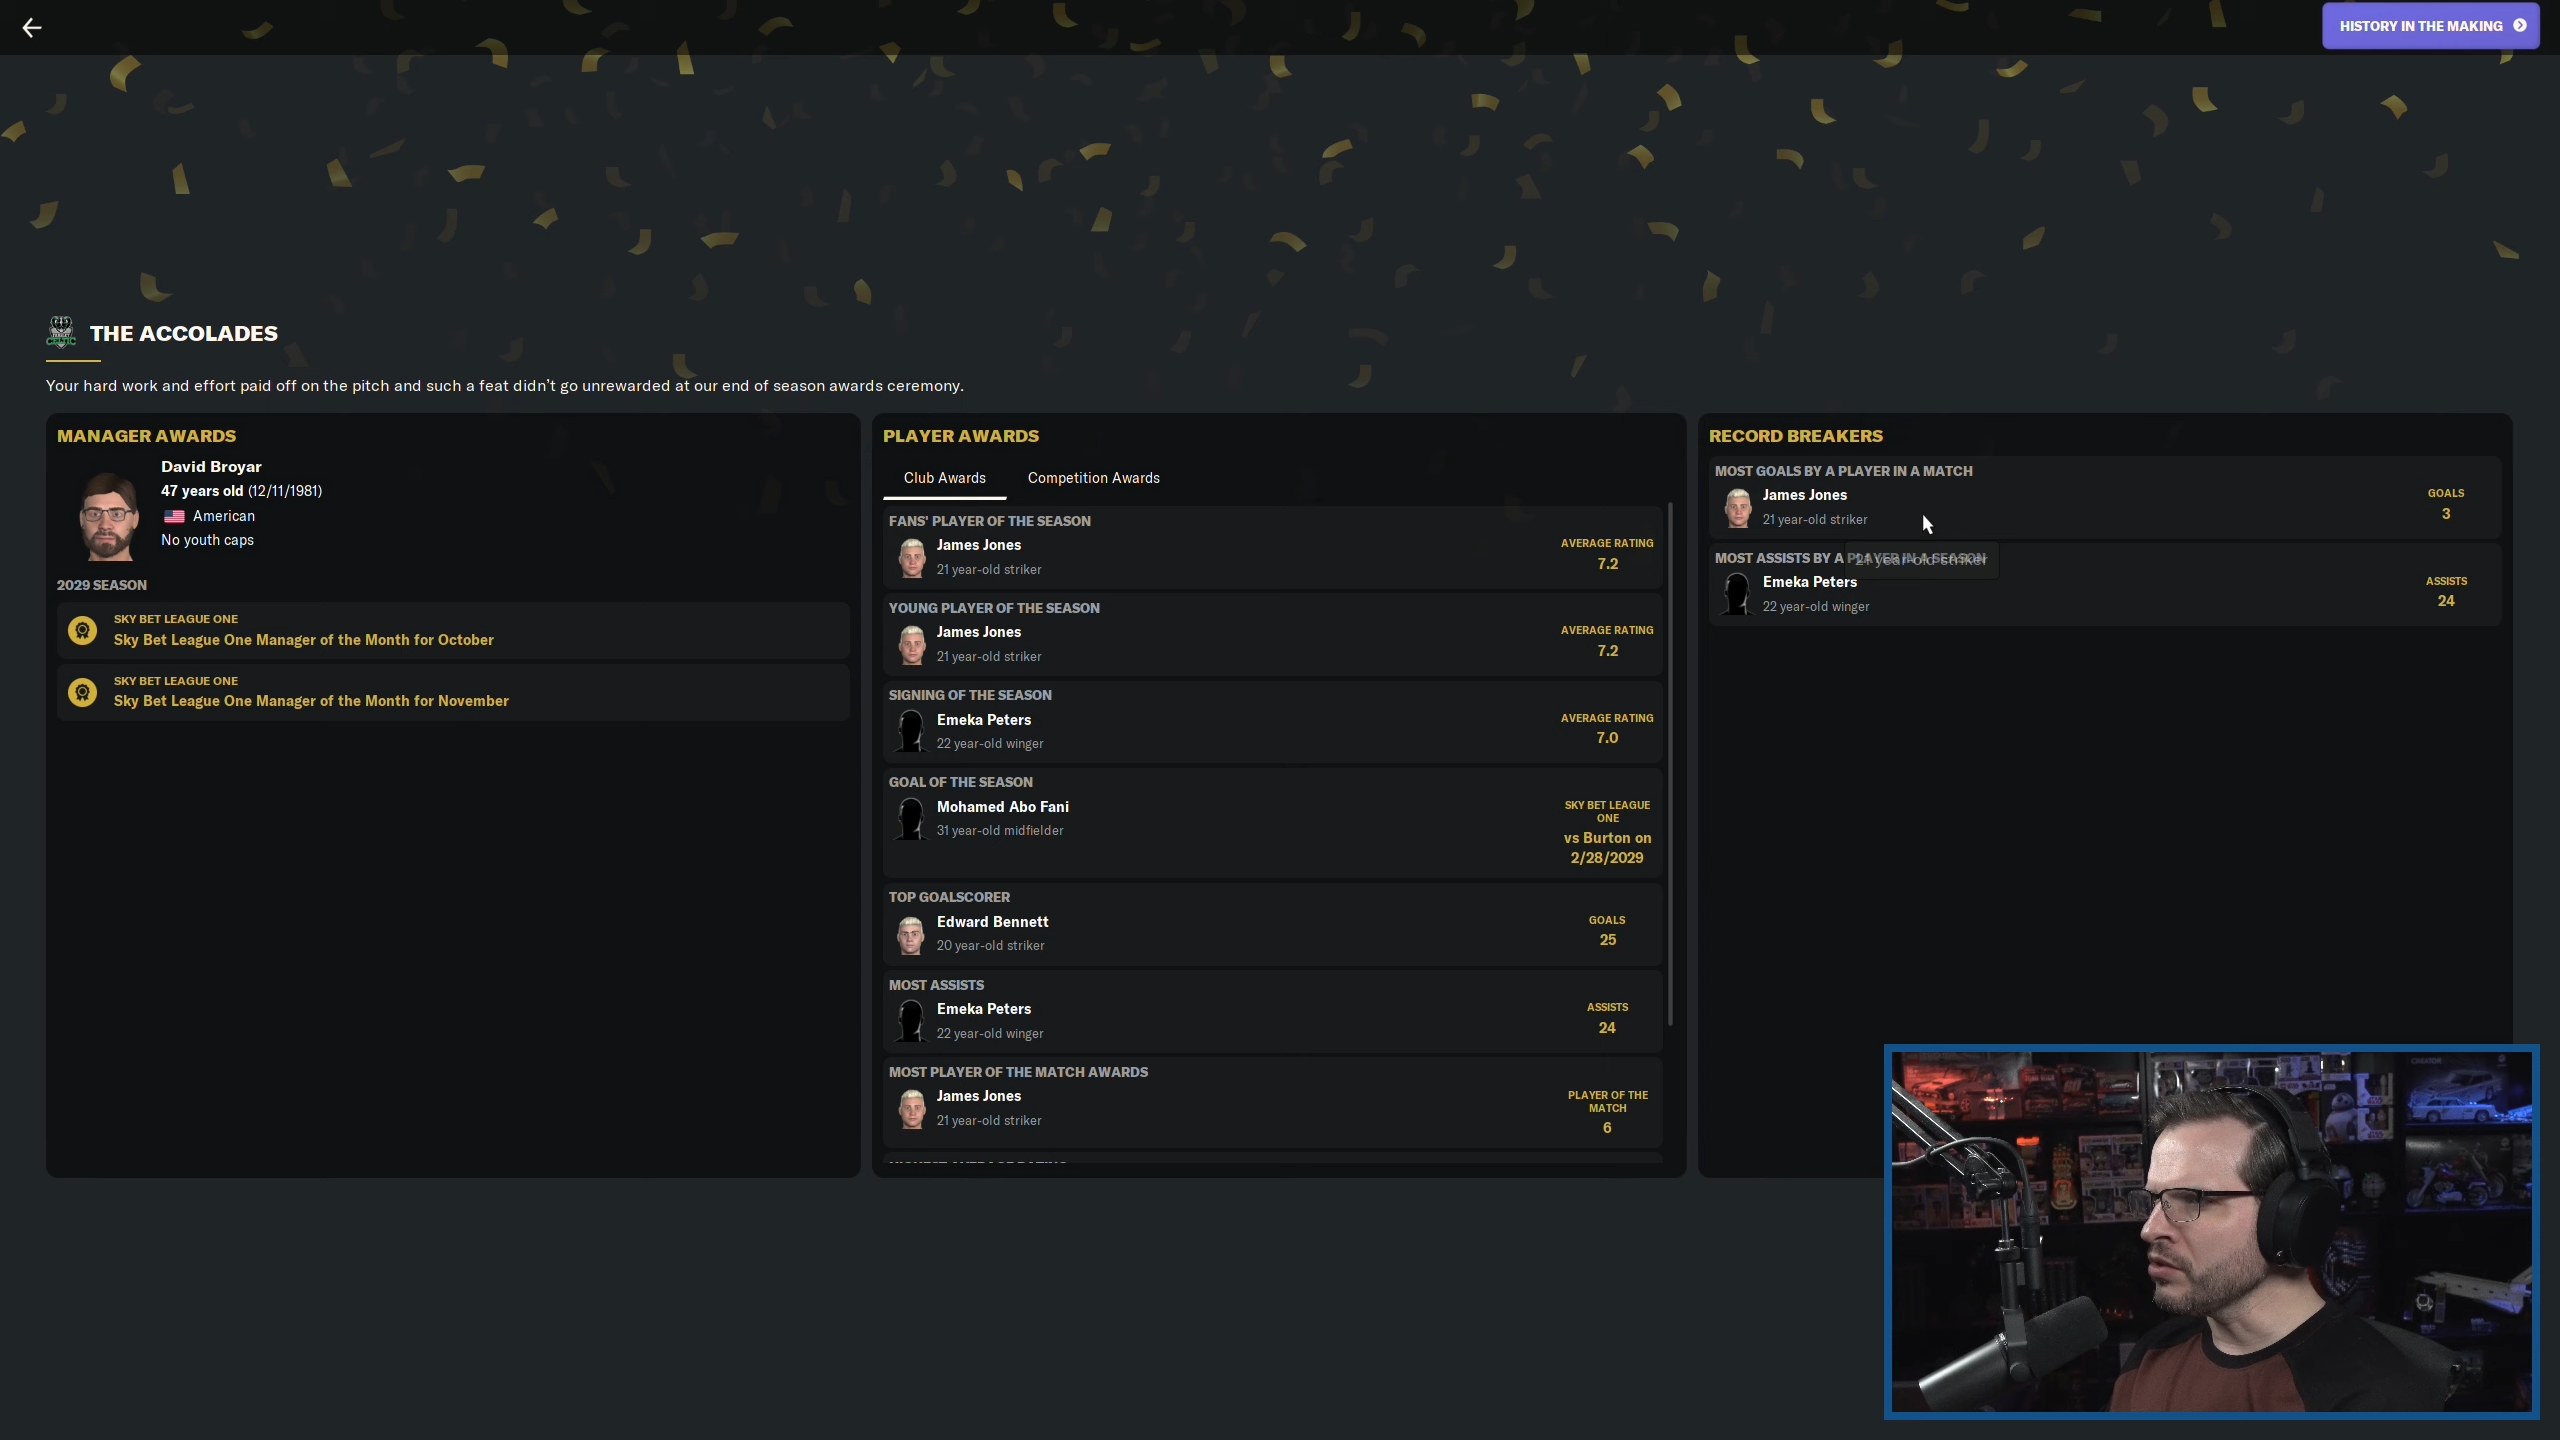 HISTORY IN THE MAKING
CELTIC
THE ACCOLADES
Your hard work and effort paid off on the pitch and such a feat didn't go unrewarded at our end of season awards ceremony.
MANAGER AWARDS
David Broyar
47 years old (12/11/1981)
American
No youth caps
2029 SEASON
SKY BET LEAGUE ONE
Sky Bet League One Manager of the Month for October
SKY BET LEAGUE ONE
Sky Bet League One Manager of the Month for November
PLAYER AWARDS
Club Awards
Competition Awards
FANS' PLAYER OF THE SEASON
James Jones
21 year-old striker
AVERAGE RATING
7.2
YOUNG PLAYER OF THE SEASON
James Jones
21 year-old striker
AVERAGE RATING
7.2
SIGNING OF THE SEASON
Emeka Peters
22 year-old winger
AVERAGE RATING
7.0
GOAL OF THE SEASON
Mohamed Abo Fani
31 year-old midfielder
SKY BET LEAGUE
ONE
vs Burton on
2/28/2029
TOP GOALSCORER
Edward Bennett
20 year-old striker
GOALS
25
MOST ASSISTS
Emeka Peters
22 year-old winger
ASSISTS
24
MOST PLAYER OF THE MATCH AWARDS
James Jones
21 year-old striker
PLAYER OF THE
MATCH
6
RECORD BREAKERS
MOST GOALS BY A PLAYER IN A MATCH
James Jones
21 year-old striker
GOALS
3
MOST ASSISTS BY A PLAYER IN A SEASON
21 year-old striker
Emeka Peters
22 year-old winger
ASSISTS
24
CREATOR